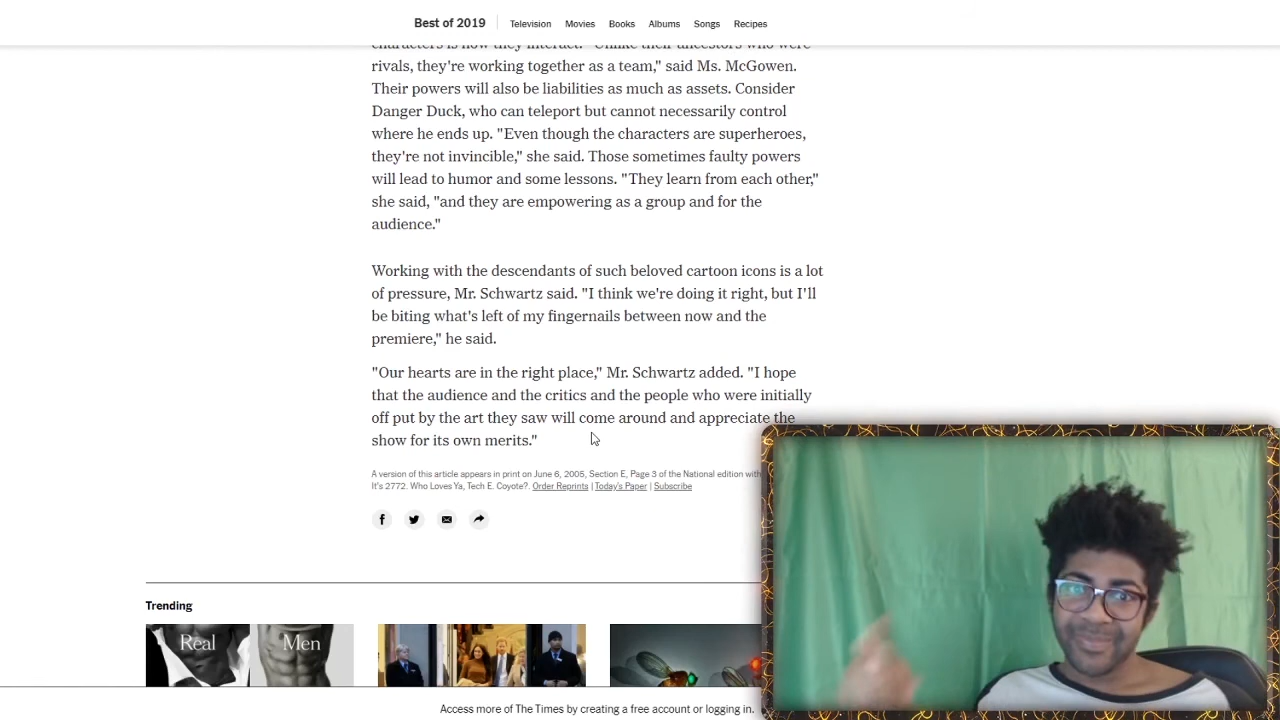 Best of 2019
Television Movies Books Albums Songs Recipes
rivals, they're working together as a team," said Ms. McGowen.
Their powers will also be liabilities as much as assets. Consider
Danger Duck, who can teleport but cannot necessarily control
where he ends up. "Even though the characters are superheroes,
they're not invincible," she said. Those sometimes faulty powers
will lead to humor and some lessons. "They learn from each other,"
she said, "and they are empowering as a group and for the
audience."
Working with the descendants of such beloved cartoon icons is a lot
of pressure, Mr. Schwartz said. "I think we're doing it right, but I'll
be biting what's left of my fingernails between now and the
premiere," he said.
"Our hearts are in the right place," Mr. Schwartz added. "I hope
that the audience and the critics and the people who were initially
off put by the art they saw will come around and appreciate the
show for its own merits."
A version of this article appears in print on June 6, 2005, Section E, Page 3 of the National edition with
It's 2772. Who Loves Ya, Tech E. Coyote?. Order Reprints | Today's Paper | Subscribe
Trending
Real Men
Access more of The Times by creating a free account or logging in.